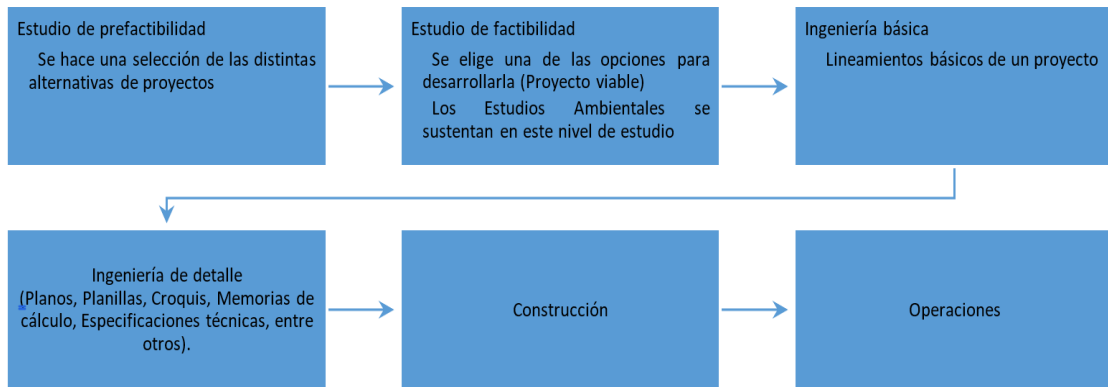 Estudio de prefactibilidad
Se hace una selección de las distintas
alternativas de proyectos
Estudio de factibilidad
Se elige una de las opciones para
desarrollarla (Proyecto viable)
Los Estudios Ambientales se
sustentan en este nivel de estudio
Ingeniería básica
Lineamientos básicos de un proyecto
Ingeniería de detalle
(Planos, Planillas, Croquis, Memorias de
cálculo, Especificaciones técnicas, entre
otros).
Construcción
Operaciones